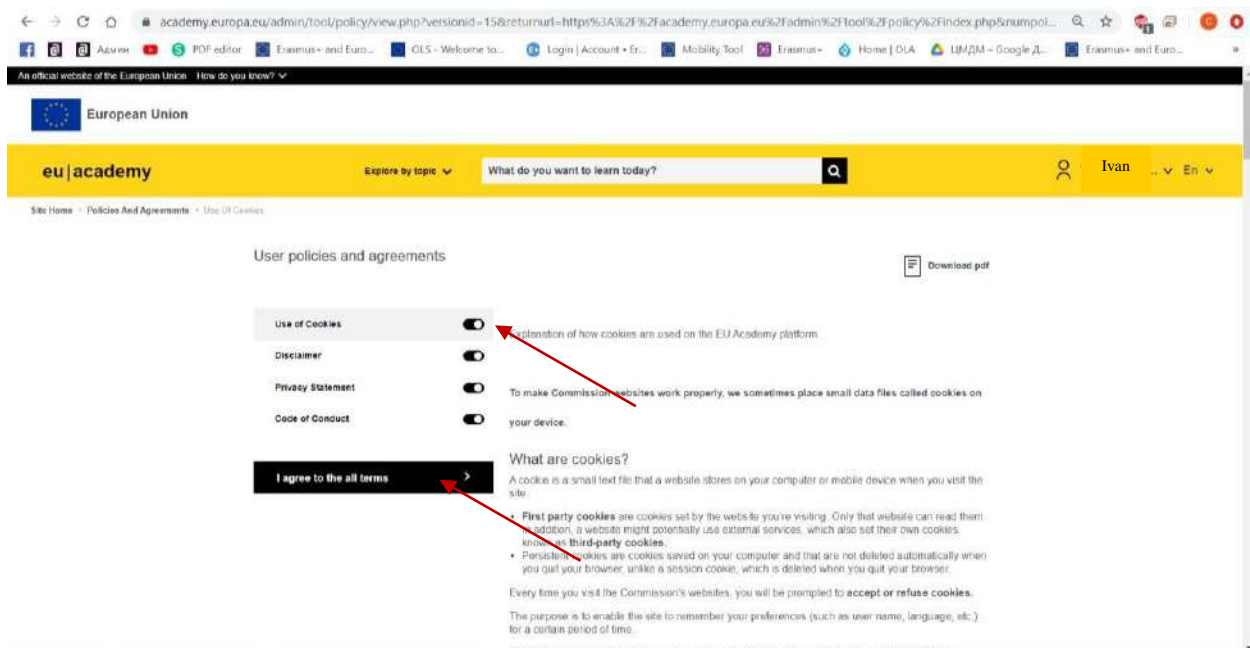 academy.europa.eu/admin/tool/policy/view.php?versionid=15&returnurl=https%3A%2F%2Facademy.europa.eu%2Fadmin%2Ftool%2Fpolicy%2Findex.php&numpol...
Админ PDF editor Erasmus+ and Euro... OLS - Welcome to... Login | Account • Er... Mobility Tool Erasmus+ Home | OLA ЦМДМ – Google Д... Erasmus+ and Euro... »
An official website of the European Union How do you know?
European Union
eu|academy Explore by topic What do you want to learn today? Ivan .. En
Site Home Policies And Agreements Use Of Cookies
User policies and agreements
Download pdf
Use of Cookies
Disclaimer
Privacy Statement
Code of Conduct
I agree to the all terms
Explanation of how cookies are used on the EU Academy platform
To make Commission websites work properly, we sometimes place small data files called cookies on
your device.
What are cookies?
A cookie is a small text file that a website stores on your computer or mobile device when you visit the
site.
• First party cookies are cookies set by the website you're visiting. Only that website can read them.
In addition, a website might potentially use external services, which also set their own cookies,
known as third-party cookies.
• Persistent cookies are cookies saved on your computer and that are not deleted automatically when
you quit your browser, unlike a session cookie, which is deleted when you quit your browser.
Every time you visit the Commission's websites, you will be prompted to accept or refuse cookies.
The purpose is to enable the site to remember your preferences (such as user name, language, etc.)
for a certain period of time.